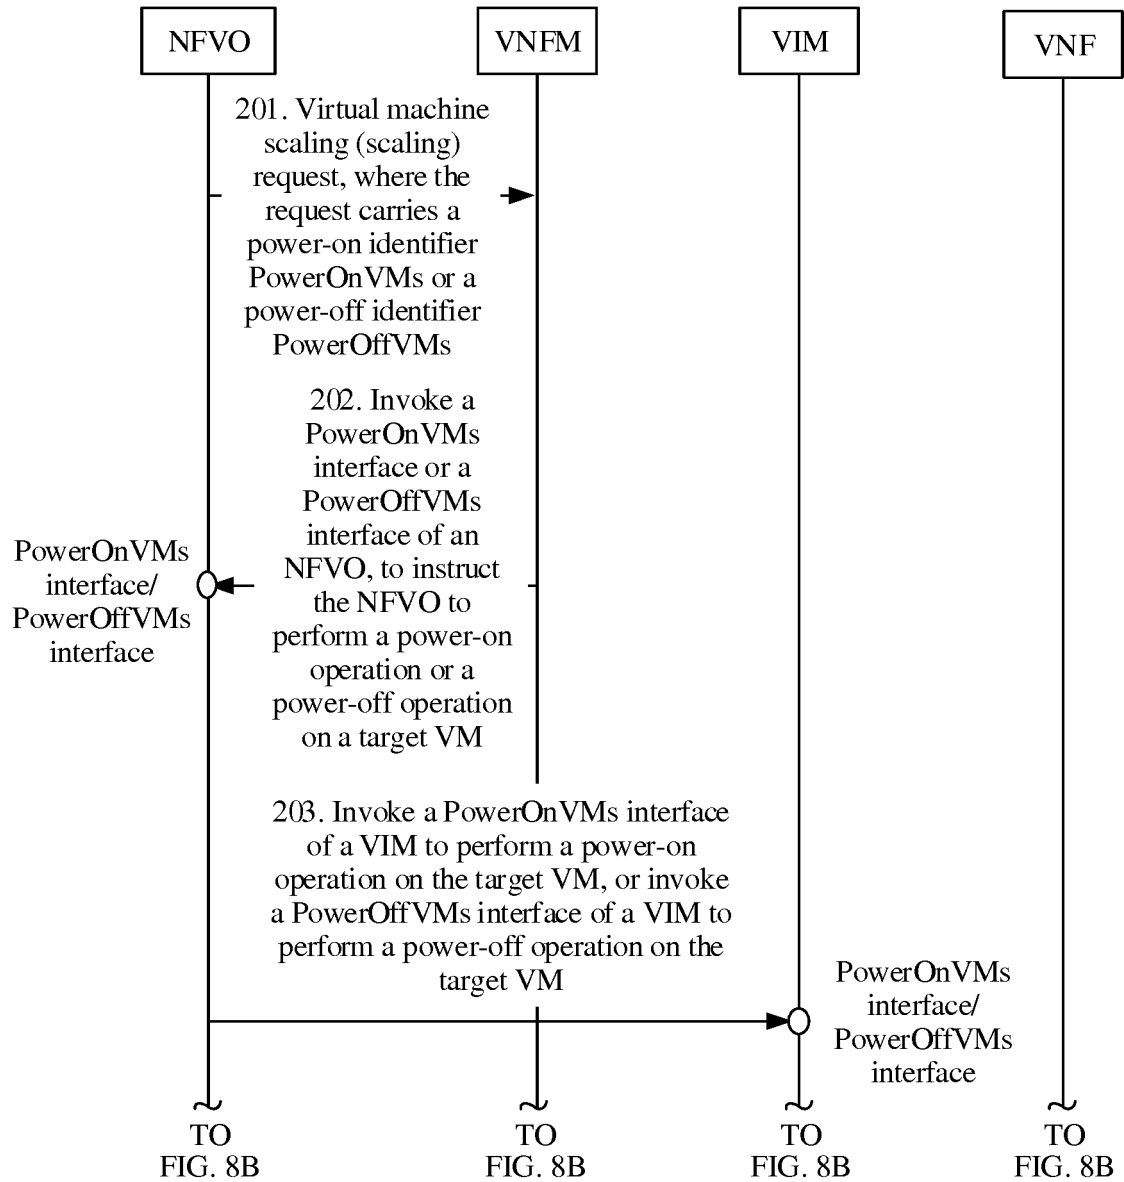 NFVO
VNFM
VIM
VNF
201. Virtual machine
scaling (scaling)
request, where the
request carries a
power-on identifier
PowerOnVMs or a
power-off identifier
PowerOffVMs
202. Invoke a
PowerOnVMs
interface or a
PowerOffVMs
interface of an
NFVO, to instruct
the NFVO to
perform a power-on
operation or a
power-off operation
on a target VM
PowerOnVMs
interface/
PowerOffVMs
interface
203. Invoke a PowerOnVMs interface
of a VIM to perform a power-on
operation on the target VM, or invoke
a PowerOffVMs interface of a VIM to
perform a power-off operation on the
target VM
PowerOnVMs
interface/
PowerOffVMs
interface
TO
FIG. 8B
TO
FIG. 8B
TO
FIG. 8B
TO
FIG. 8B